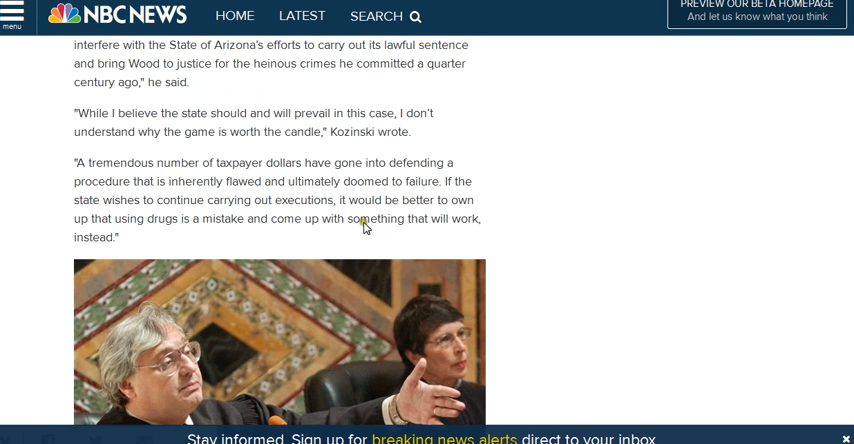 menu
NBC NEWS
HOME
LATEST
SEARCH
PREVIEW OUR BETA HOMEPAGE
And let us know what you think
interfere with the State of Arizona's efforts to carry out its lawful sentence
and bring Wood to justice for the heinous crimes he committed a quarter
century ago," he said.
"While I believe the state should and will prevail in this case, I don't
understand why the game is worth the candle," Kozinski wrote.
"A tremendous number of taxpayer dollars have gone into defending a
procedure that is inherently flawed and ultimately doomed to failure. If the
state wishes to continue carrying out executions, it would be better to own
up that using drugs is a mistake and come up with something that will work,
instead."
Stay informed. Sign up for breaking news alerts direct to your inbox